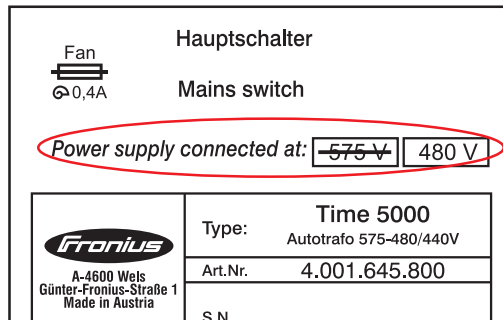 Hauptschalter
Fan
0,4A
Mains switch
Power supply connected at: 575 V 480 V
Fronius
A-4600 Wels
Günter-Fronius-Straße 1
Made in Austria
Type: Time 5000
Autotrafo 575-480/440V
Art.Nr. 4.001.645.800
S.N.